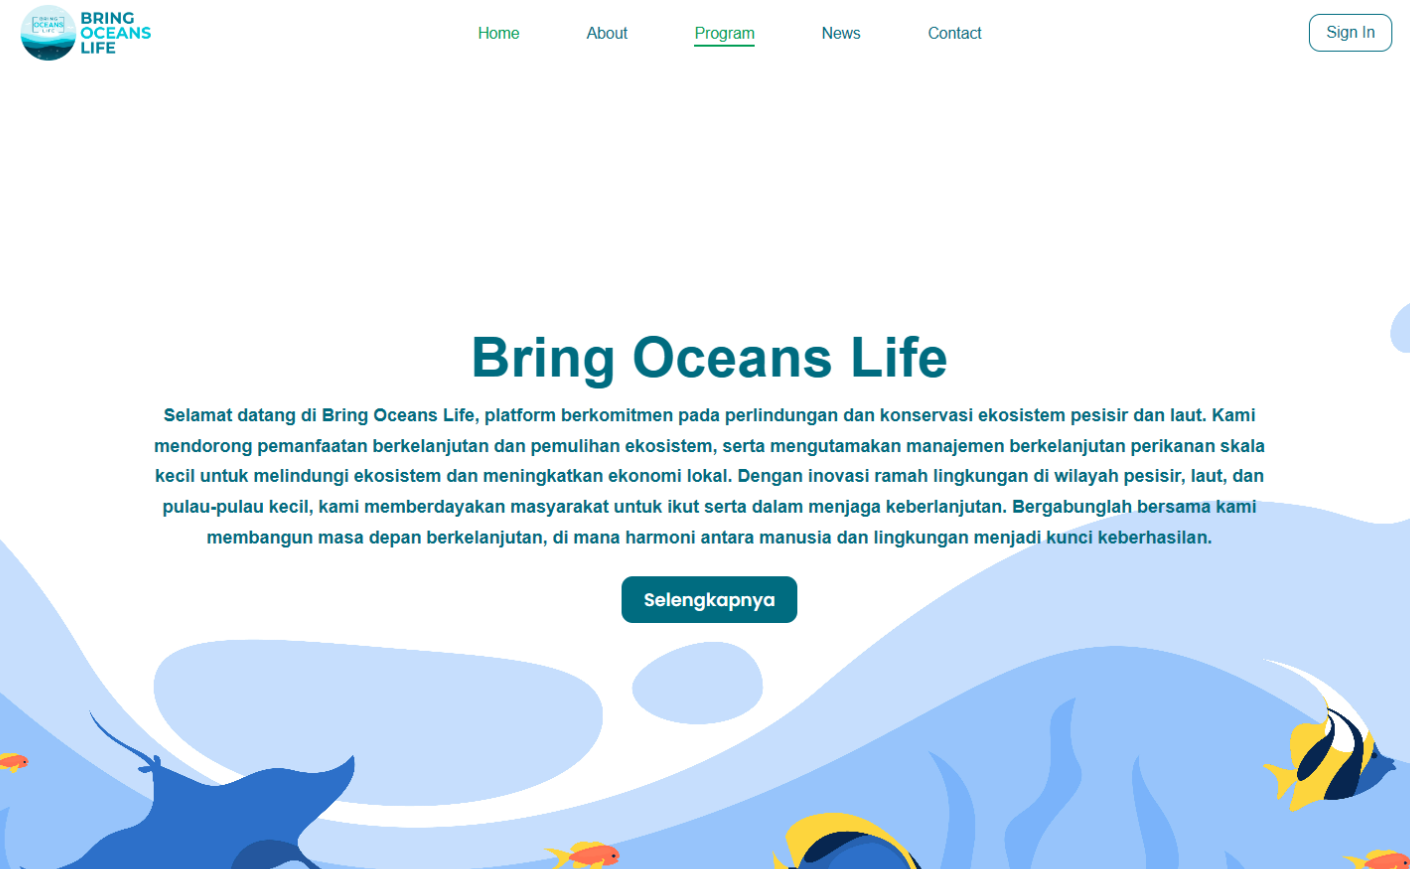 BRING
OCEANS
LIFE
BRING
OCEANS
LIFE
Home
About
Program
News
Contact
Sign In
Bring Oceans Life
Selamat datang di Bring Oceans Life, platform berkomitmen pada perlindungan dan konservasi ekosistem pesisir dan laut. Kami
mendorong pemanfaatan berkelanjutan dan pemulihan ekosistem, serta mengutamakan manajemen berkelanjutan perikanan skala
kecil untuk melindungi ekosistem dan meningkatkan ekonomi lokal. Dengan inovasi ramah lingkungan di wilayah pesisir, laut, dan
pulau-pulau kecil, kami memberdayakan masyarakat untuk ikut serta dalam menjaga keberlanjutan. Bergabunglah bersama kami
membangun masa depan berkelanjutan, di mana harmoni antara manusia dan lingkungan menjadi kunci keberhasilan.
Selengkapnya